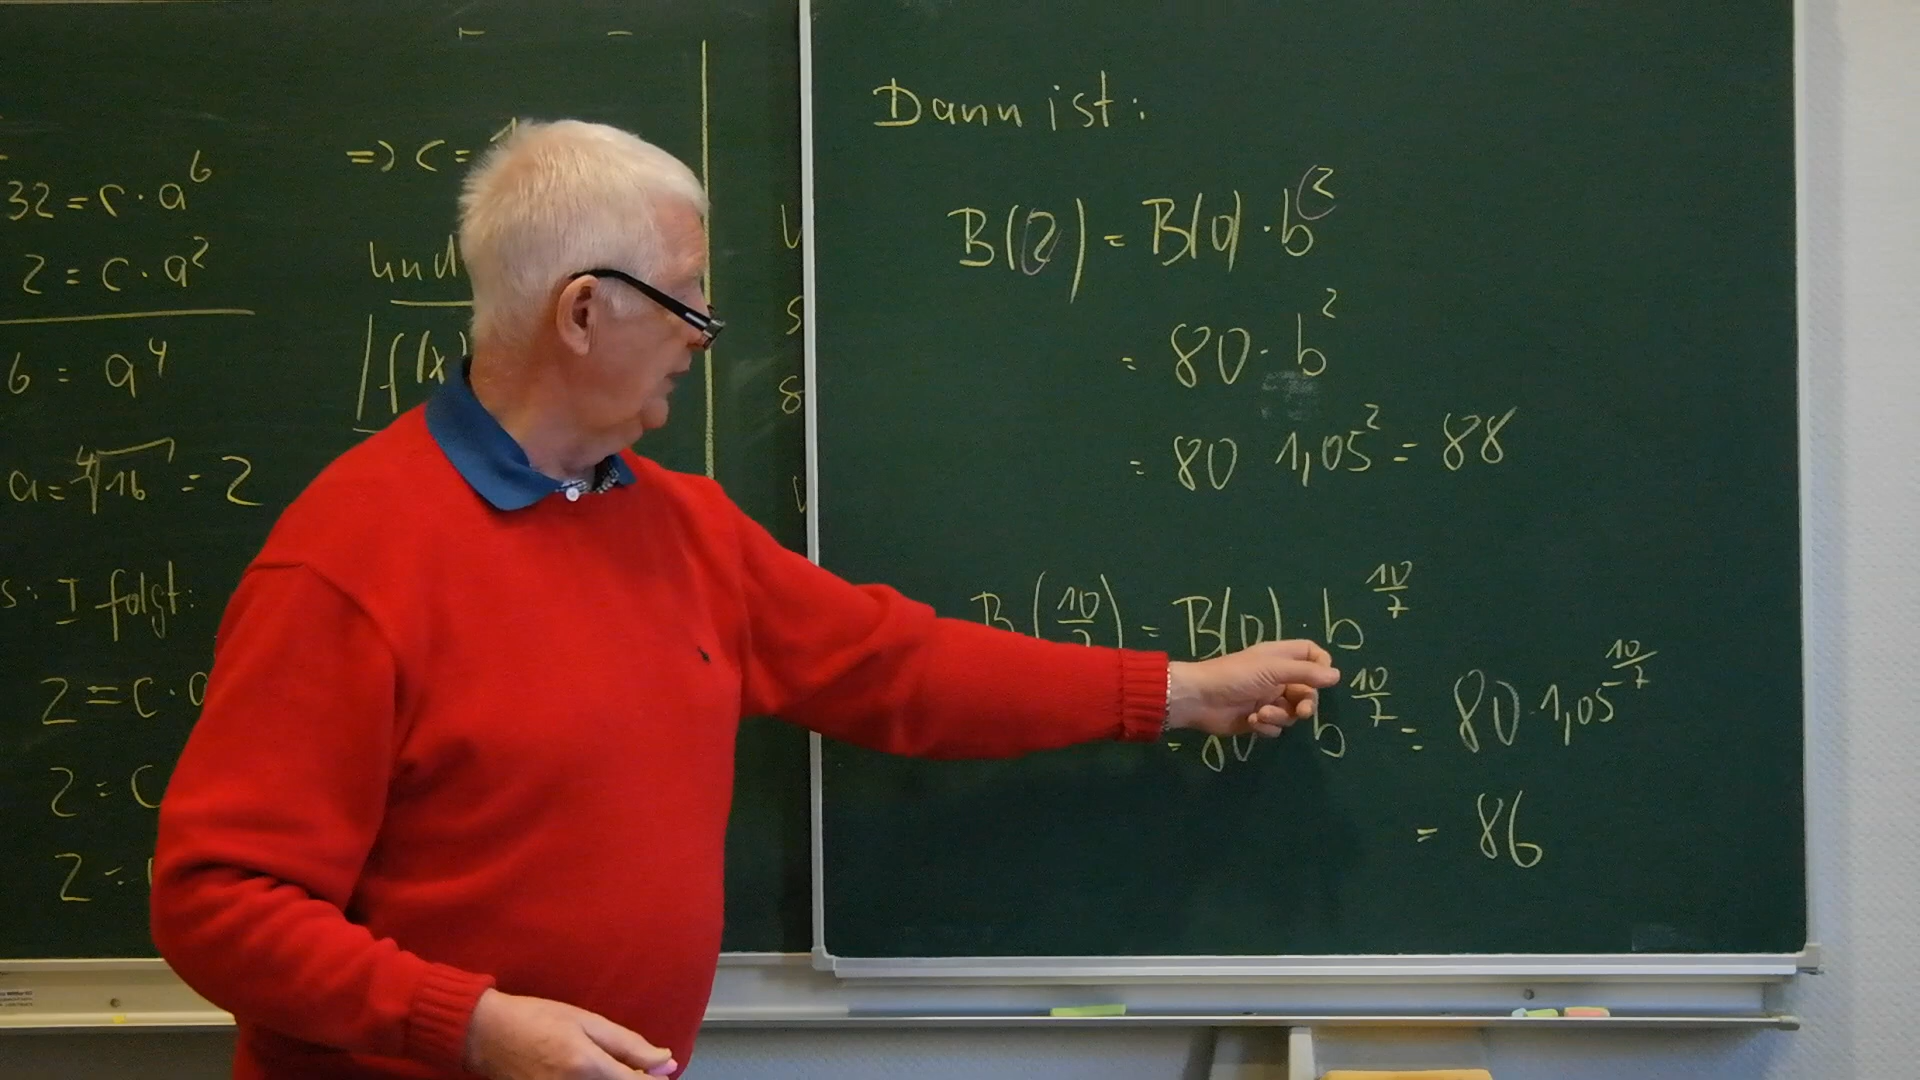 32 = c · a⁶
2 = c · a²
6 = a⁴
a = ⁴√16 = 2
I folgt:
2 = c ·
2 = c
2 =
=> c =
und
f(x)
Dann ist:
B(2) = B(0) · b²
= 80 · b²
= 80 1,05² = 88
B(10/7) = B(0) · b^(10/7)
= 80 b^(10/7) = 80 · 1,05^(10/7)
= 86